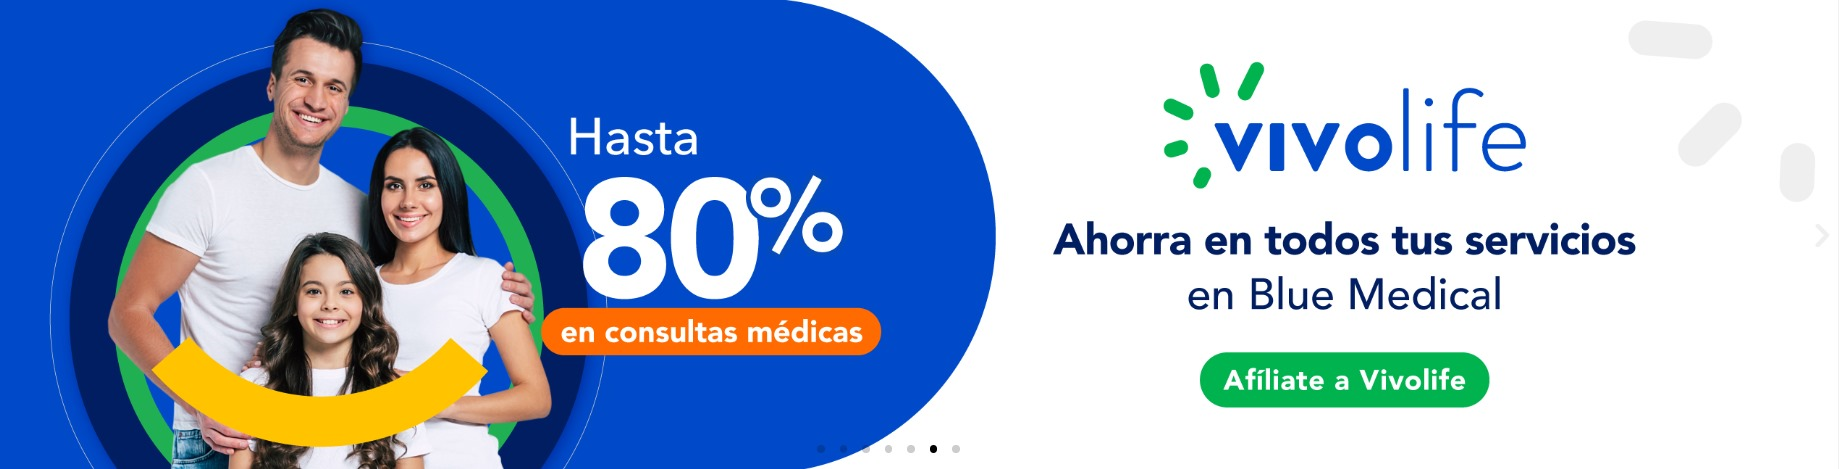 Hasta
80%
en consultas médicas
vivolife
Ahorra en todos tus servicios
en Blue Medical
Afíliate a Vivolife